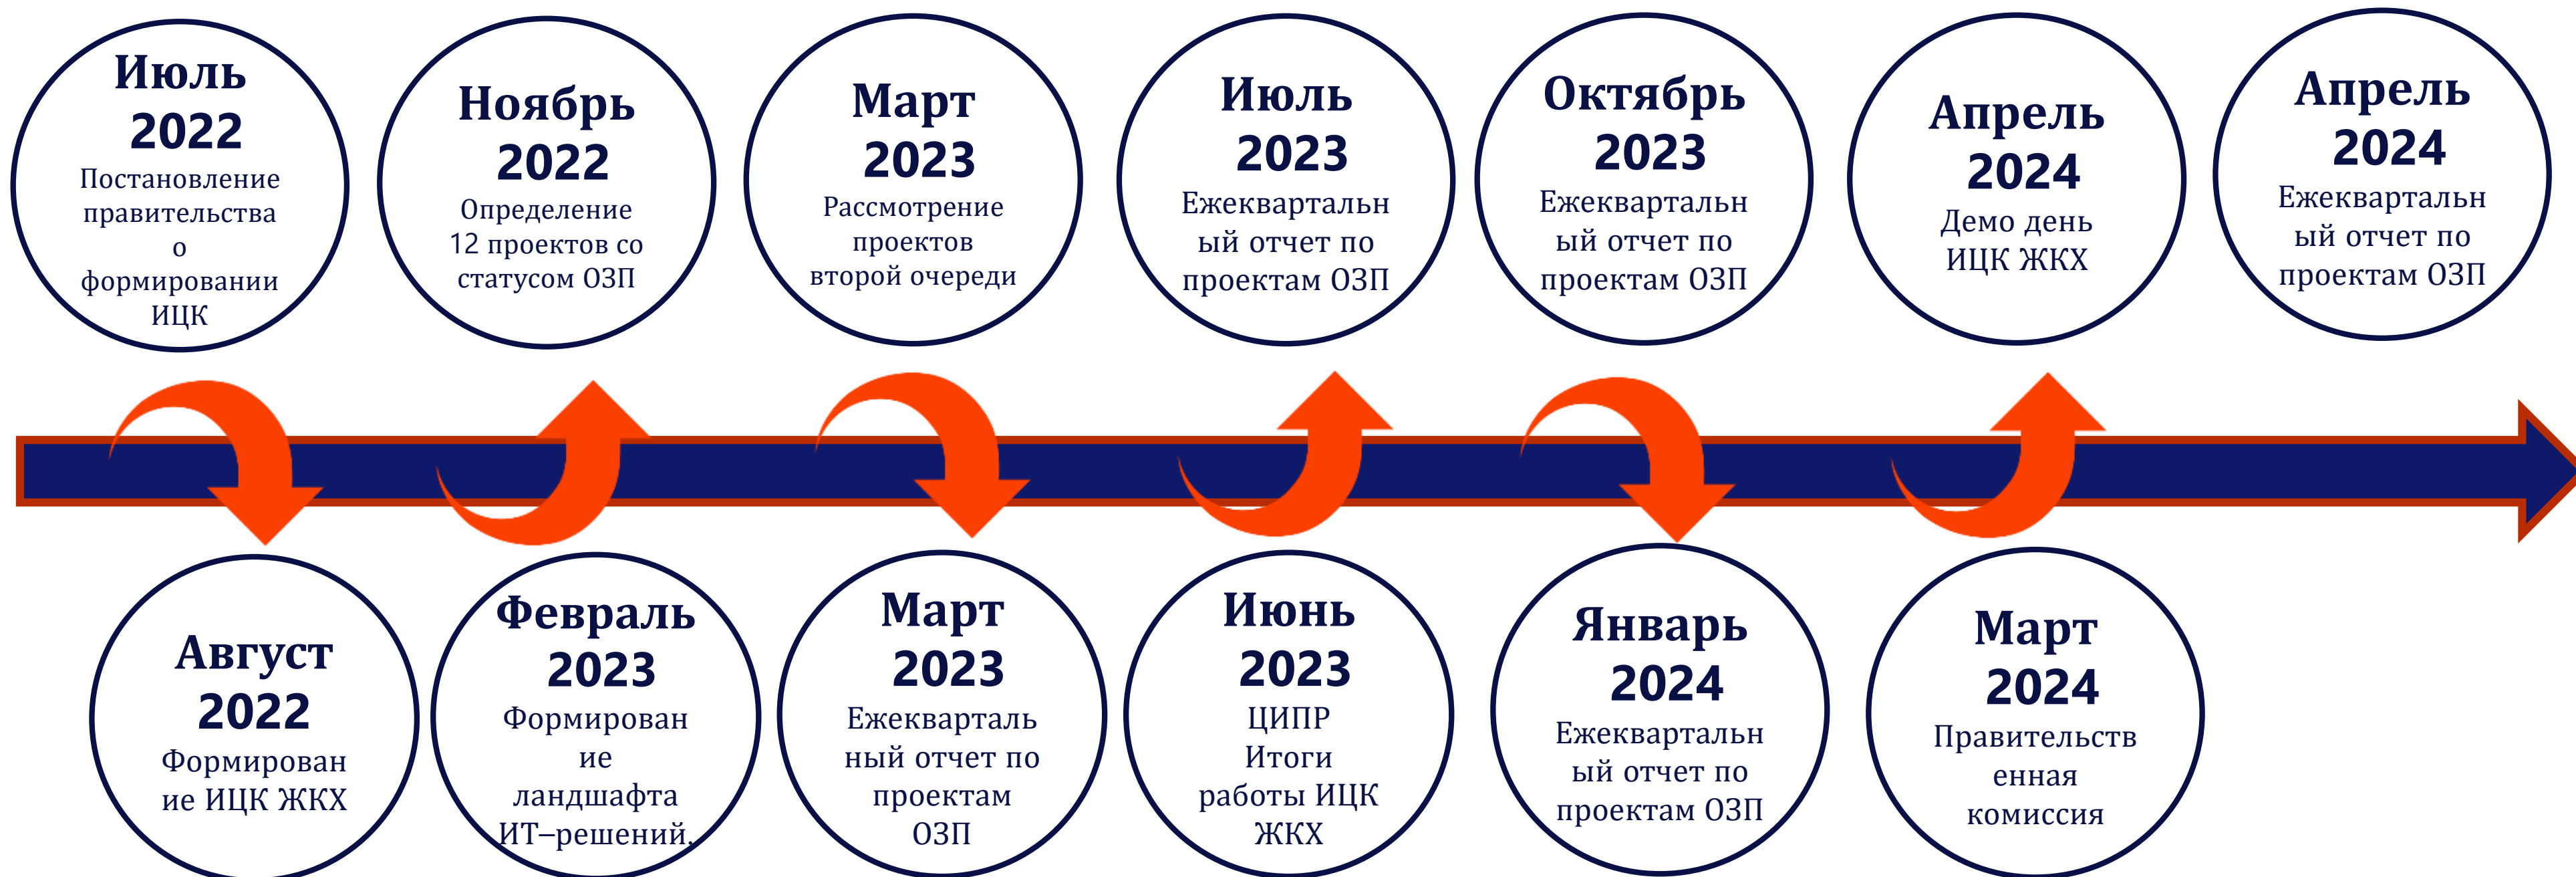 Июль
2022
Постановление
правительства
о
формировании
ИЦК
Ноябрь
2022
Определение
12 проектов со
статусом ОЗП
Март
2023
Рассмотрение
проектов
второй очереди
Июль
2023
Ежеквартальн
ый отчет по
проектам ОЗП
Октябрь
2023
Ежеквартальн
ый отчет по
проектам ОЗП
Апрель
2024
Демо день
ИЦК ЖКХ
Апрель
2024
Ежеквартальн
ый отчет по
проектам ОЗП
Август
2022
Формирован
ие ИЦК ЖКХ
Февраль
2023
Формирован
ие
ландшафта
ИТ–решений.
Март
2023
Ежекварталь
ный отчет по
проектам
ОЗП
Июнь
2023
ЦИПР
Итоги
работы ИЦК
ЖКХ
Январь
2024
Ежеквартальн
ый отчет по
проектам ОЗП
Март
2024
Правительств
енная
комиссия